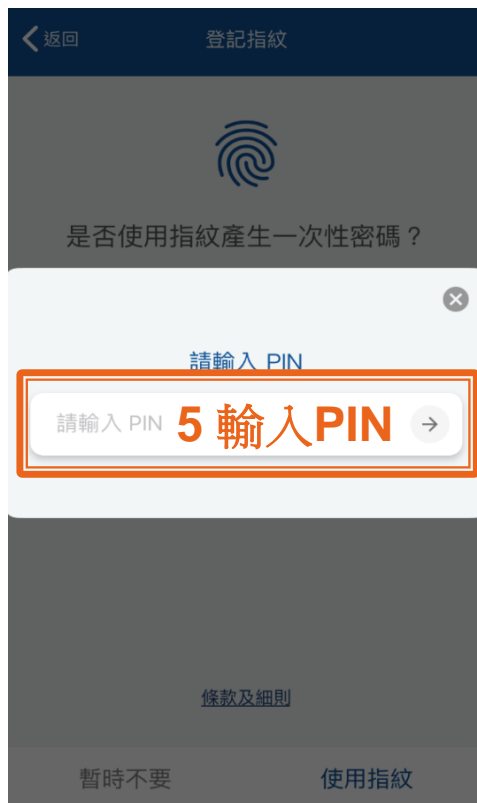 返回 登記指紋
是否使用指紋產生一次性密碼？
請輸入 PIN
請輸入 PIN 5 輸入PIN
條款及細則
暫時不要 使用指紋